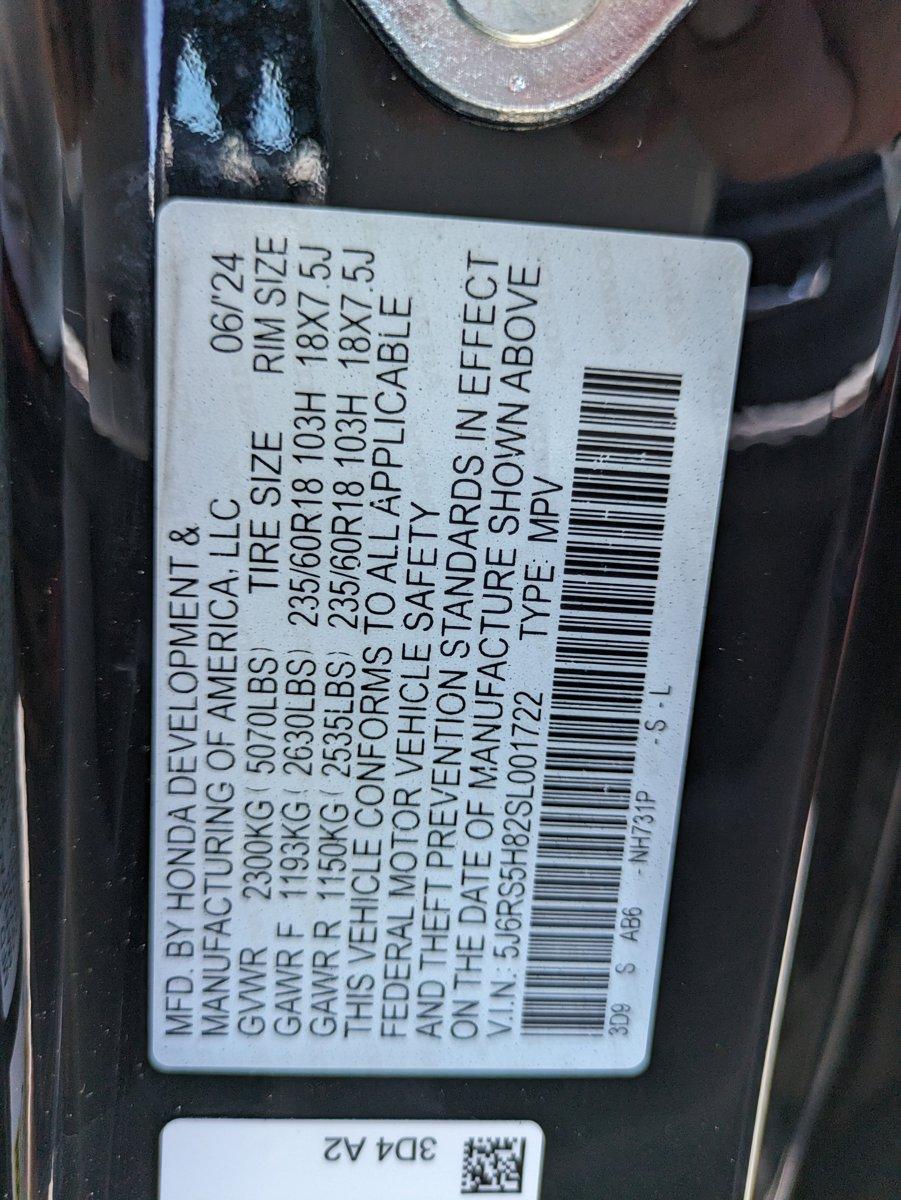 MFD. BY HONDA DEVELOPMENT &
MANUFACTURING OF AMERICA, LLC 06/'24
GVWR 2300KG ( 5070LBS) TIRE SIZE RIM SIZE
GAWR F 1193KG ( 2630LBS) 235/60R18 103H 18X7.5J
GAWR R 1150KG ( 2535LBS) 235/60R18 103H 18X7.5J
THIS VEHICLE CONFORMS TO ALL APPLICABLE
FEDERAL MOTOR VEHICLE SAFETY
AND THEFT PREVENTION STANDARDS IN EFFECT
ON THE DATE OF MANUFACTURE SHOWN ABOVE.
V.I.N.: 5J6RS5H82SL001722 TYPE: MPV
3D9 S AB6 -NH731P - S - L
3D4 A2